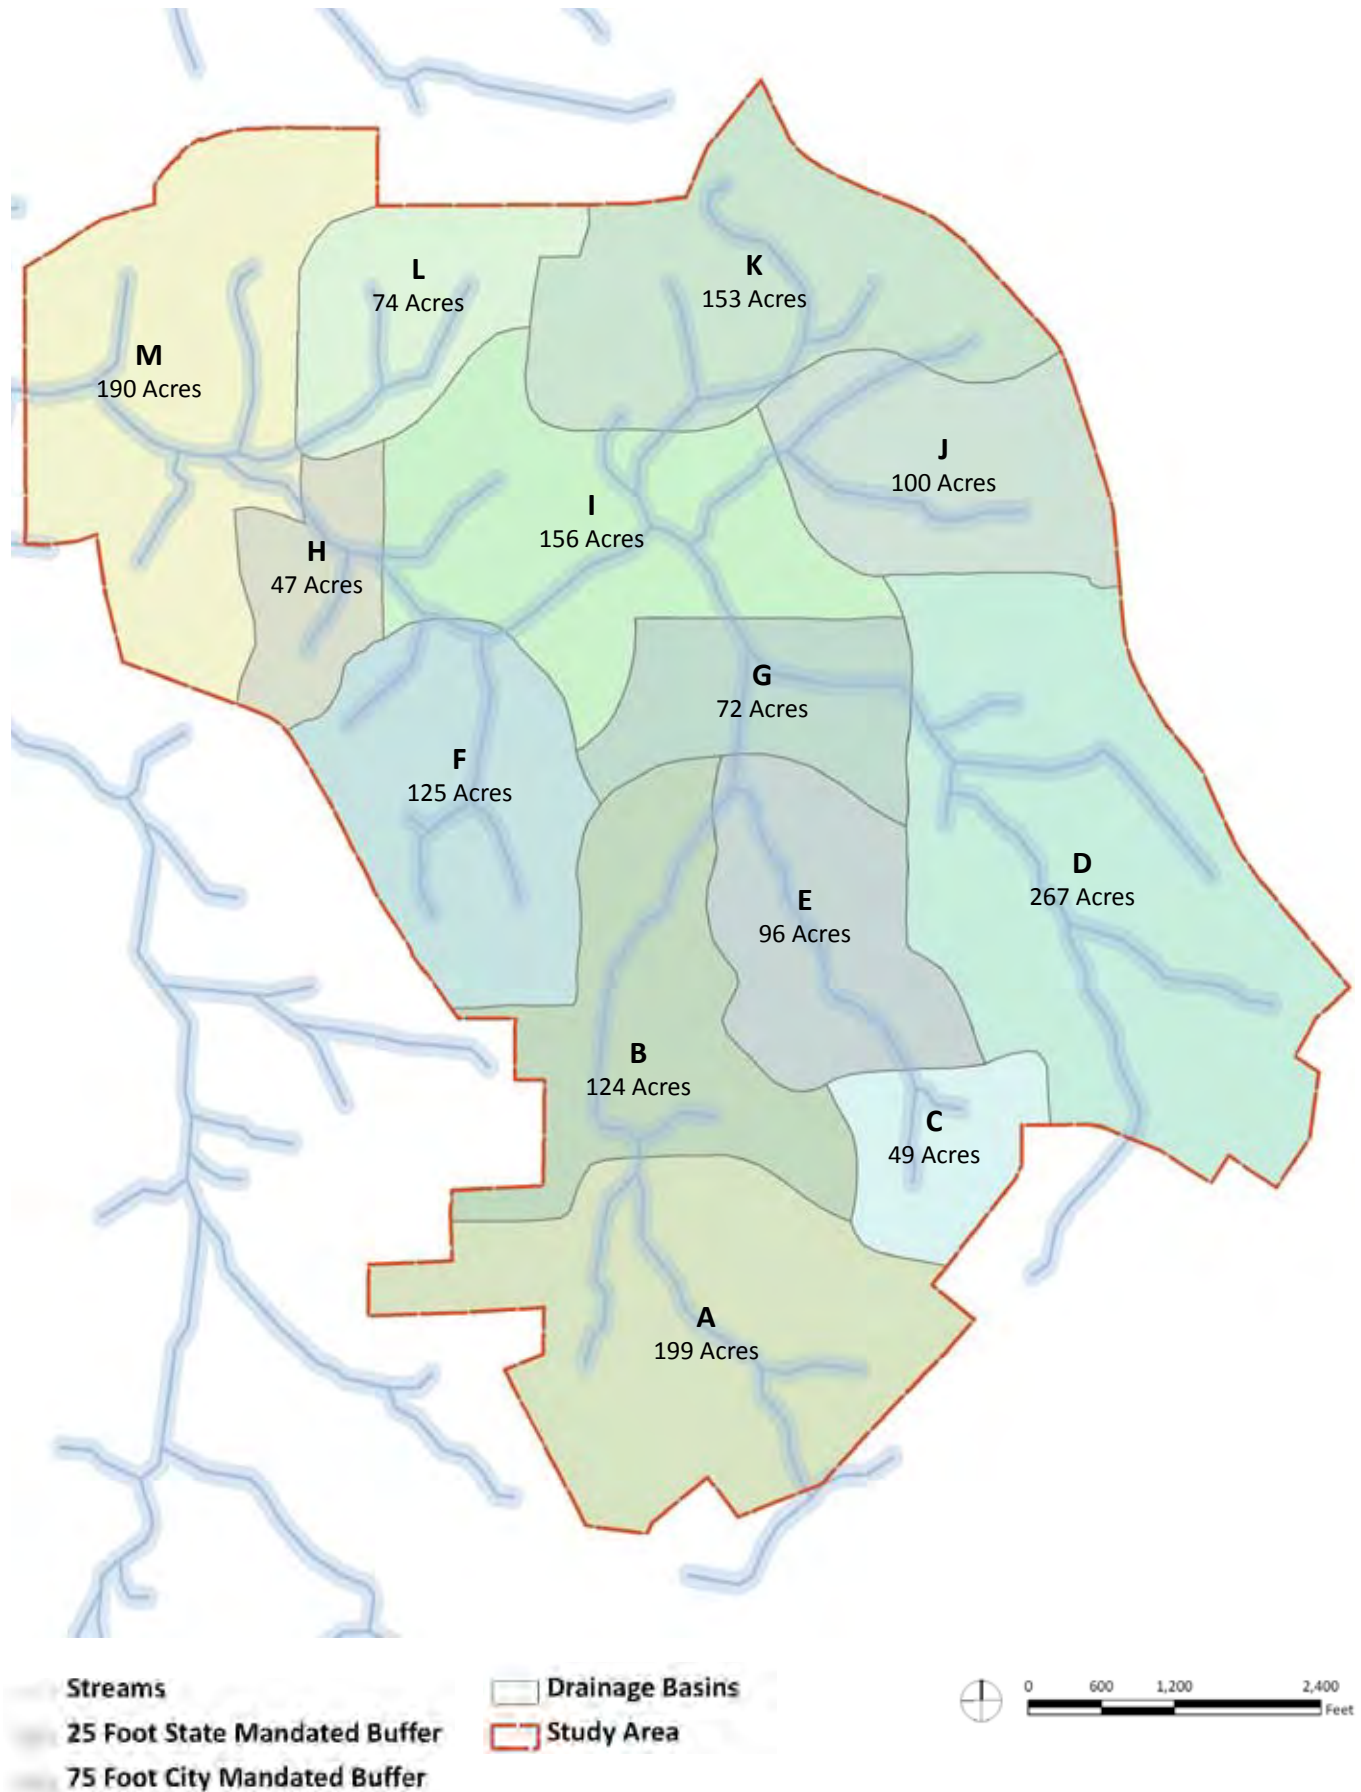 K
153 Acres
L
74 Acres
M
190 Acres
J
100 Acres
I
156 Acres
H
47 Acres
G
72 Acres
F
125 Acres
D
267 Acres
E
96 Acres
B
124 Acres
C
49 Acres
A
199 Acres
Streams
25 Foot State Mandated Buffer
75 Foot City Mandated Buffer
Drainage Basins
Study Area
0 600 1,200 2,400
Feet